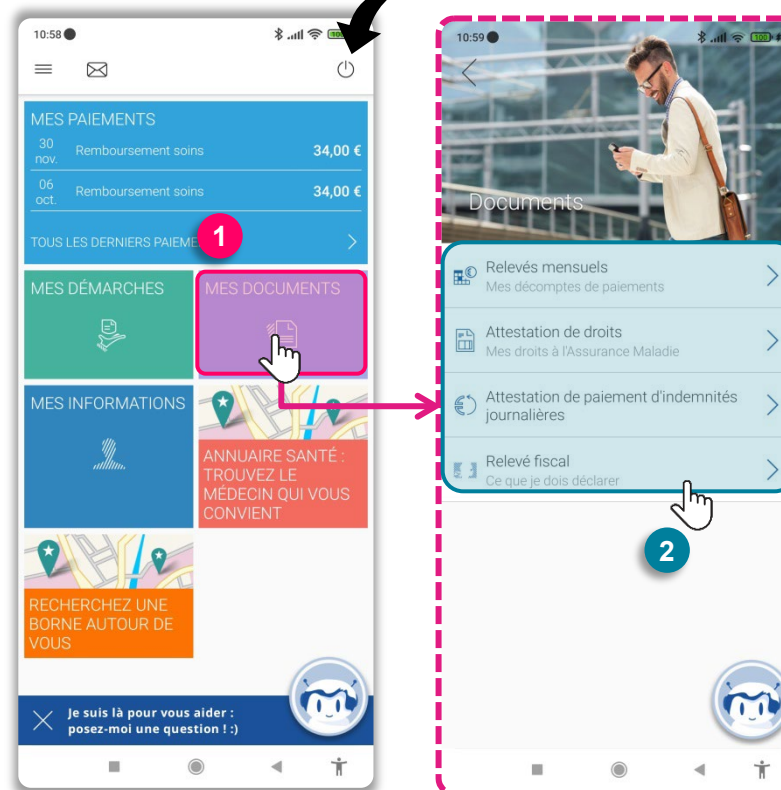 10:58
MES PAIEMENTS
30
nov.
Remboursement soins
34,00 €
06
oct.
Remboursement soins
34,00 €
TOUS LES DERNIERS
1
MES DÉMARCHES
MES DOCUMENTS
MES INFORMATIONS
ANNUAIRE SANTÉ :
TROUVEZ LE
MÉDECIN QUI VOUS
CONVIENT
RECHERCHEZ UNE
BORNE AUTOUR DE
VOUS
Je suis là pour vous aider :
posez-moi une question ! :)
10:59
100
Documents
Relevés mensuels
Mes décomptes de paiements
Attestation de droits
Mes droits à l'Assurance Maladie
Attestation de paiement d'indemnités
journalières
Relevé fiscal
Ce que je dois déclarer
2